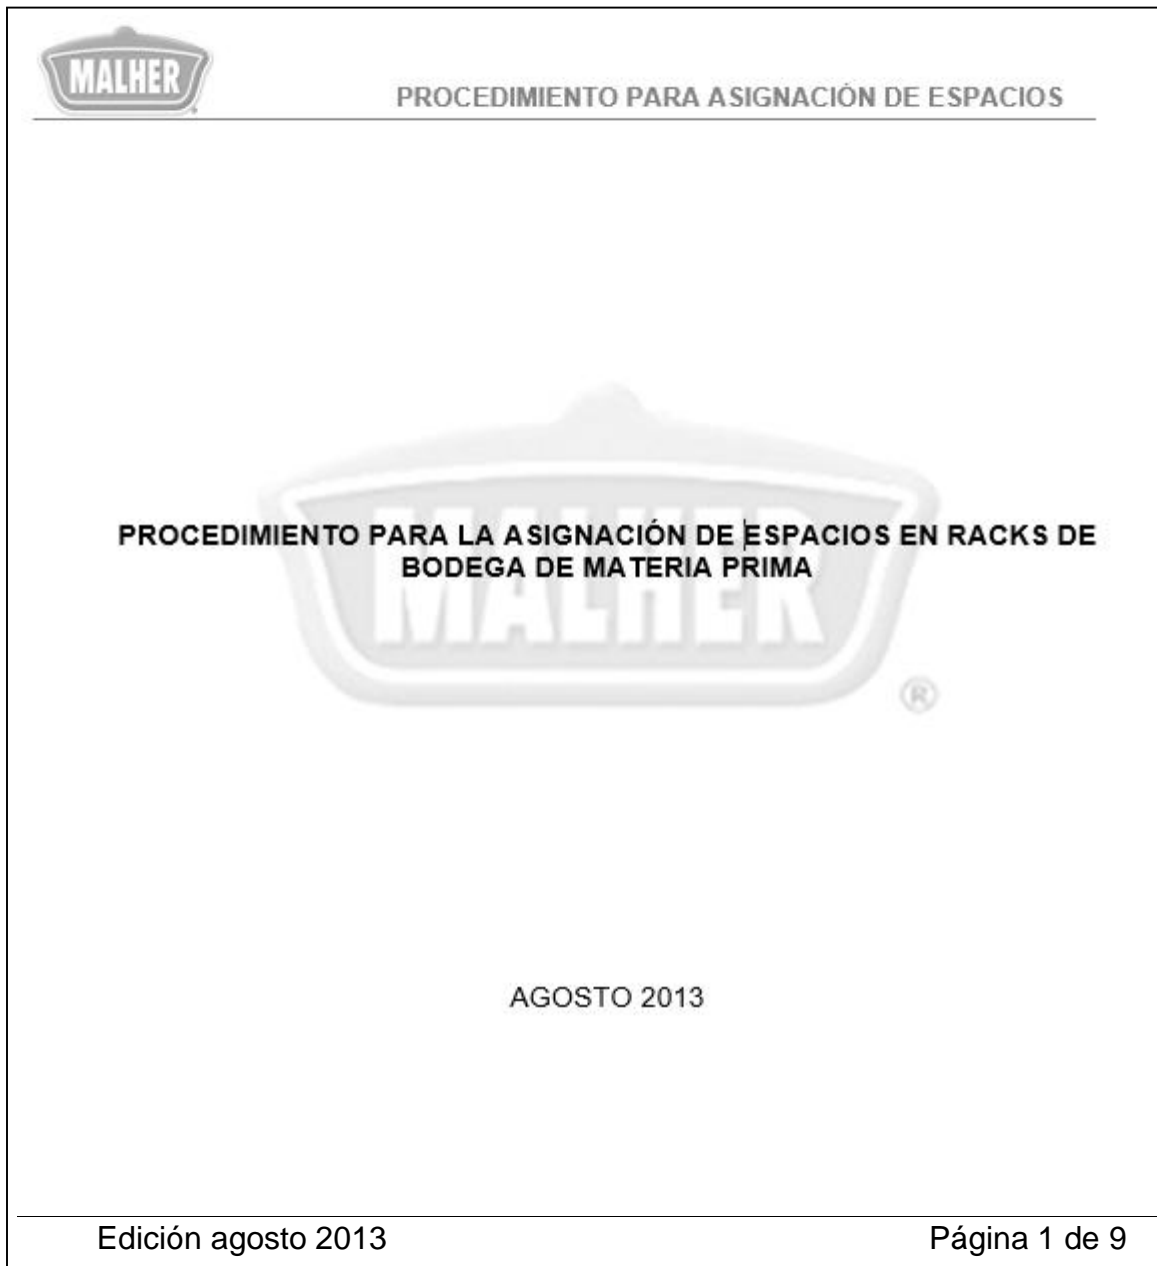 MALHER
PROCEDIMIENTO PARA ASIGNACIÓN DE ESPACIOS
PROCEDIMIENTO PARA LA ASIGNACIÓN DE ESPACIOS EN RACKS DE
BODEGA DE MATERIA PRIMA
MALHER
®
AGOSTO 2013
Edición agosto 2013 Página 1 de 9